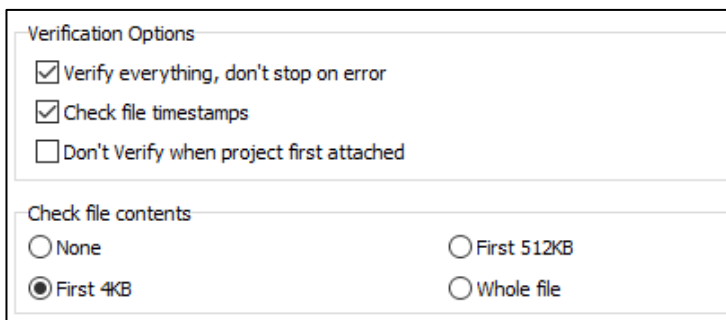 Verification Options
Verify everything, don't stop on error
Check file timestamps
Don't Verify when project first attached
Check file contents
None
First 512KB
First 4KB
Whole file